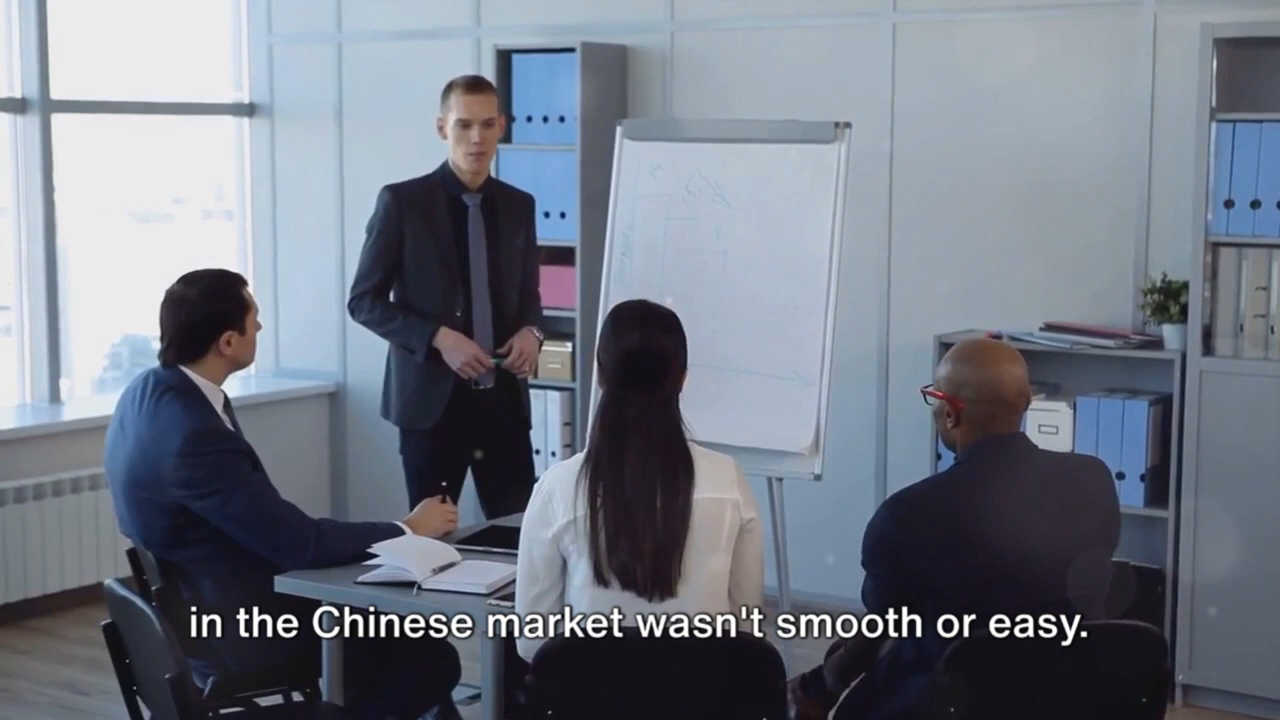 in the Chinese market wasn't smooth or easy.